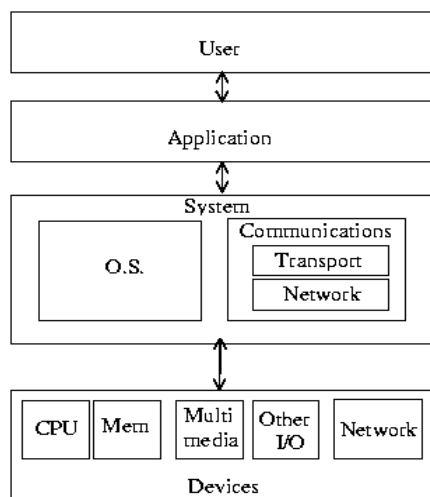 User
Application
System
O.S.
Communications
Transport
Network
CPU
Mem
Multi
media
Other
I/O
Network
Devices